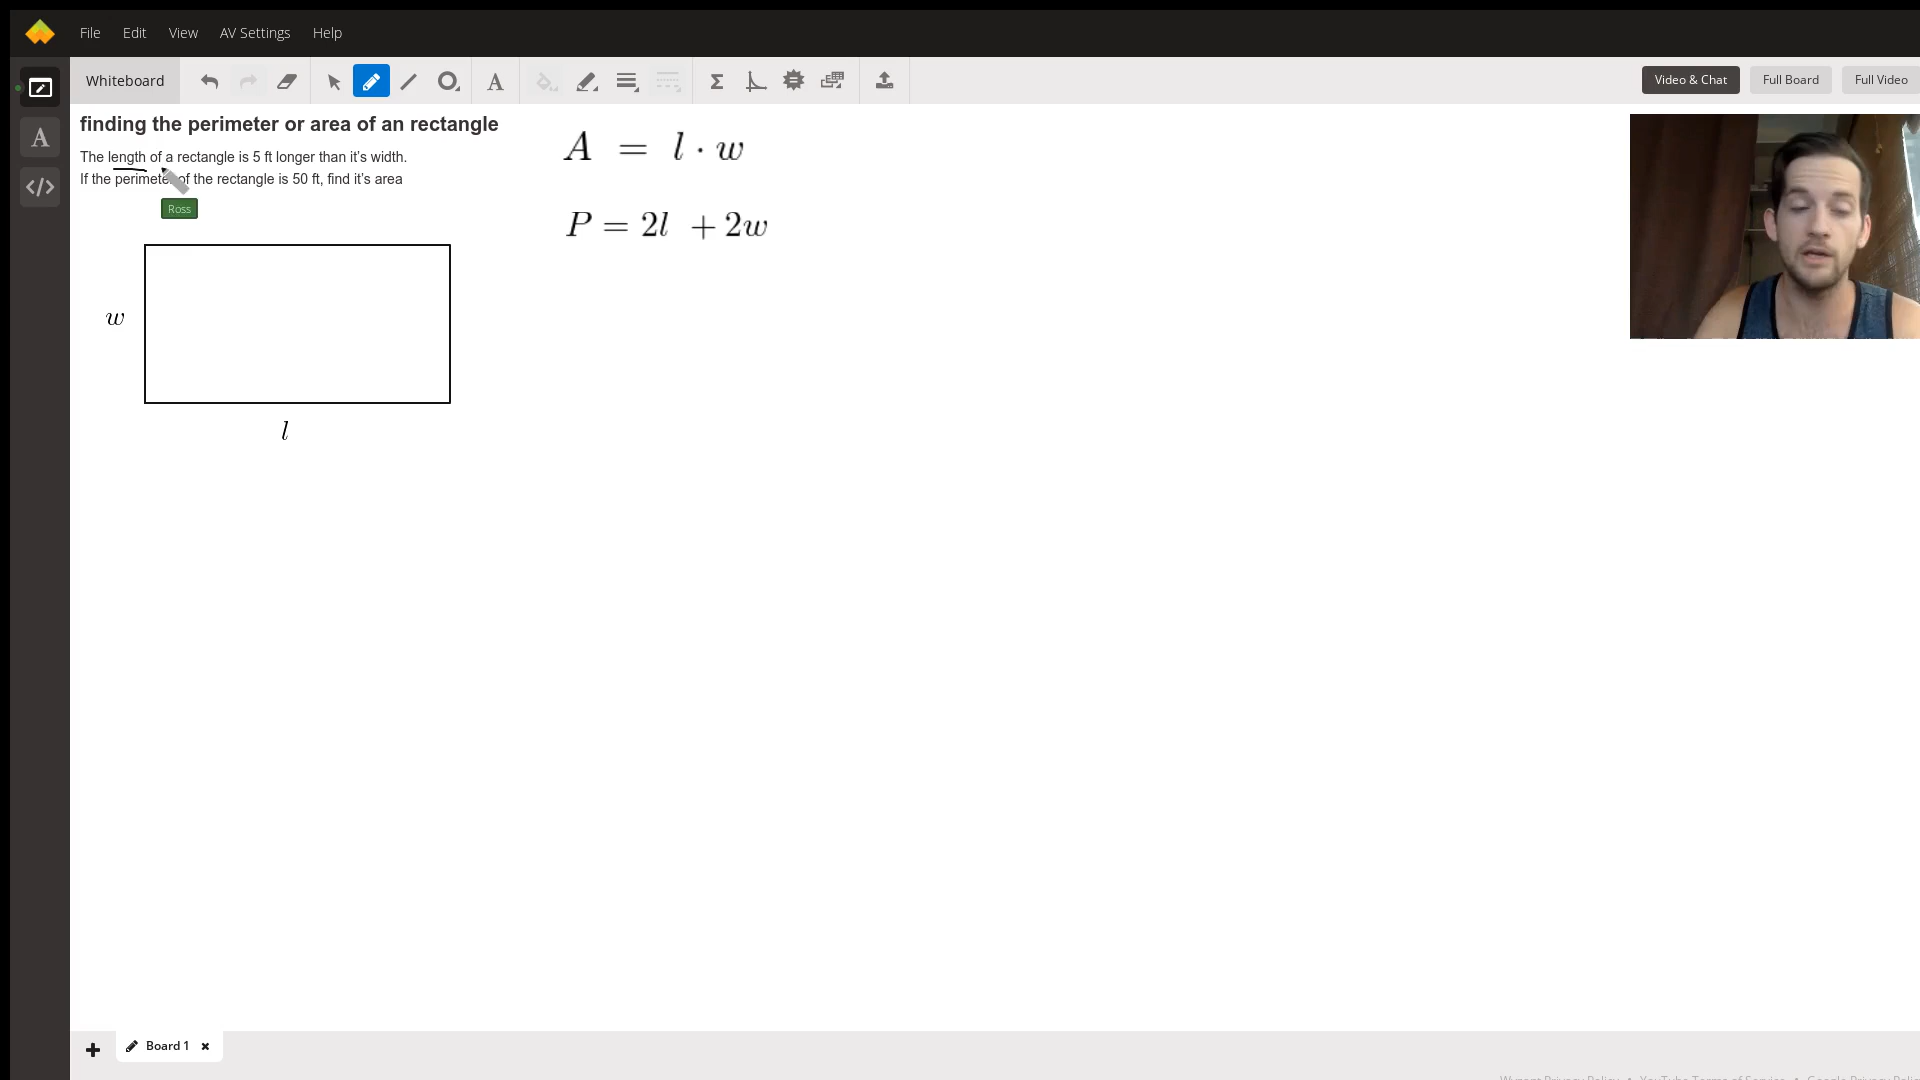 File Edit View AV Settings Help
Whiteboard
A
Σ
Video & Chat Full Board Full Video
A
finding the perimeter or area of an rectangle
The length of a rectangle is 5 ft longer than it's width.
If the perimeter of the rectangle is 50 ft, find it's area
Ross
A = l · w
P = 2l + 2w
w
l
Board 1